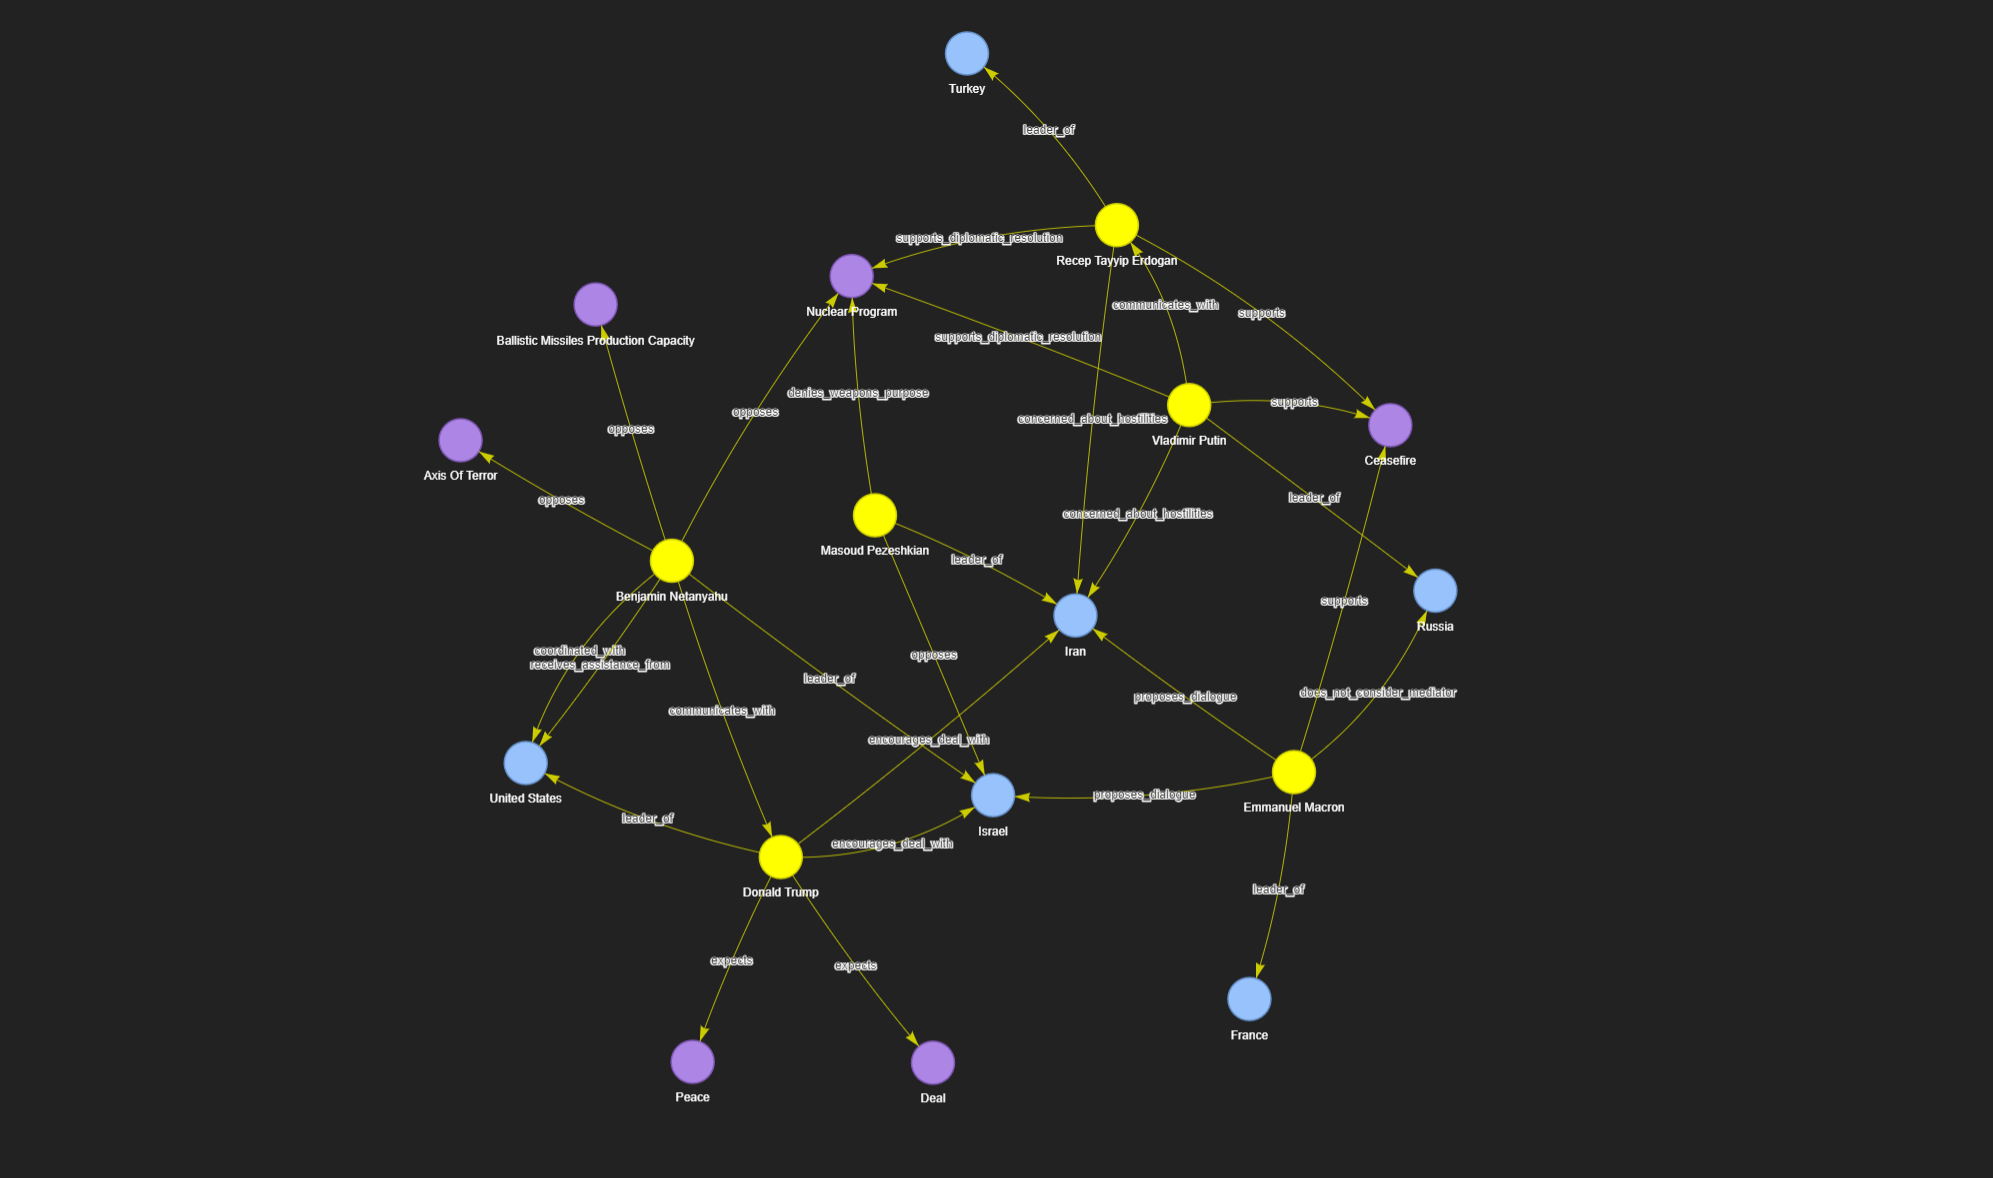 Turkey
leader_of
supports_diplomatic_resolution
Recep Tayyip Erdogan
communicates_with
supports
Nuclear Program
Ballistic Missiles Production Capacity
supports_diplomatic_resolution
denies_weapons_purpose
supports
opposes
concerned_about_hostilities
opposes
Vladimir Putin
Ceasefire
Axis Of Terror
opposes
leader_of
concerned_about_hostilities
Masoud Pezeshkian
leader_of
Benjamin Netanyahu
supports
Russia
coordinated_with
Iran
opposes
receives_assistance_from
leader_of
does_not_consider_mediator
proposes_dialogue
communicates_with
encourages_deal_with
proposes_dialogue
United States
Emmanuel Macron
leader_of
Israel
encourages_deal_with
Donald Trump
leader_of
expects
expects
France
Peace
Deal